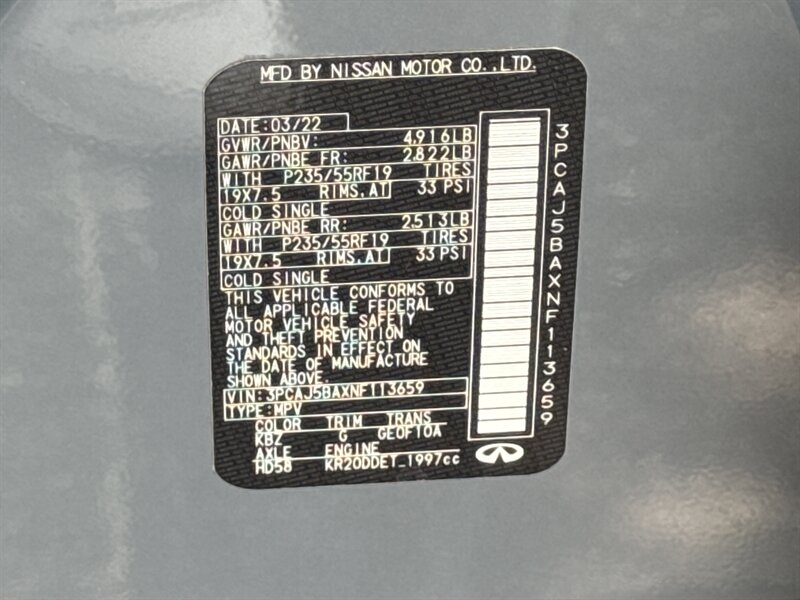 MFD BY NISSAN MOTOR CO.,LTD.
DATE:03/22
GVWR/PNBV: 4,916LB
GAWR/PNBE FR: 2,822LB
WITH P235/55RF19 TIRES
19X7.5 RIMS,AT 33 PSI
COLD SINGLE
GAWR/PNBE RR: 2,513LB
WITH P235/55RF19 TIRES
19X7.5 RIMS,AT 33 PSI
COLD SINGLE
THIS VEHICLE CONFORMS TO
ALL APPLICABLE FEDERAL
MOTOR VEHICLE SAFETY
AND THEFT PREVENTION
STANDARDS IN EFFECT ON
THE DATE OF MANUFACTURE
SHOWN ABOVE.
VIN:3PCAJ5BAXNF113659
TYPE:MPV
COLOR TRIM TRANS
KBZ G GE0F10A
AXLE ENGINE
HD58 KR20DDET_1997cc
3PCAJ5BAXNF113659